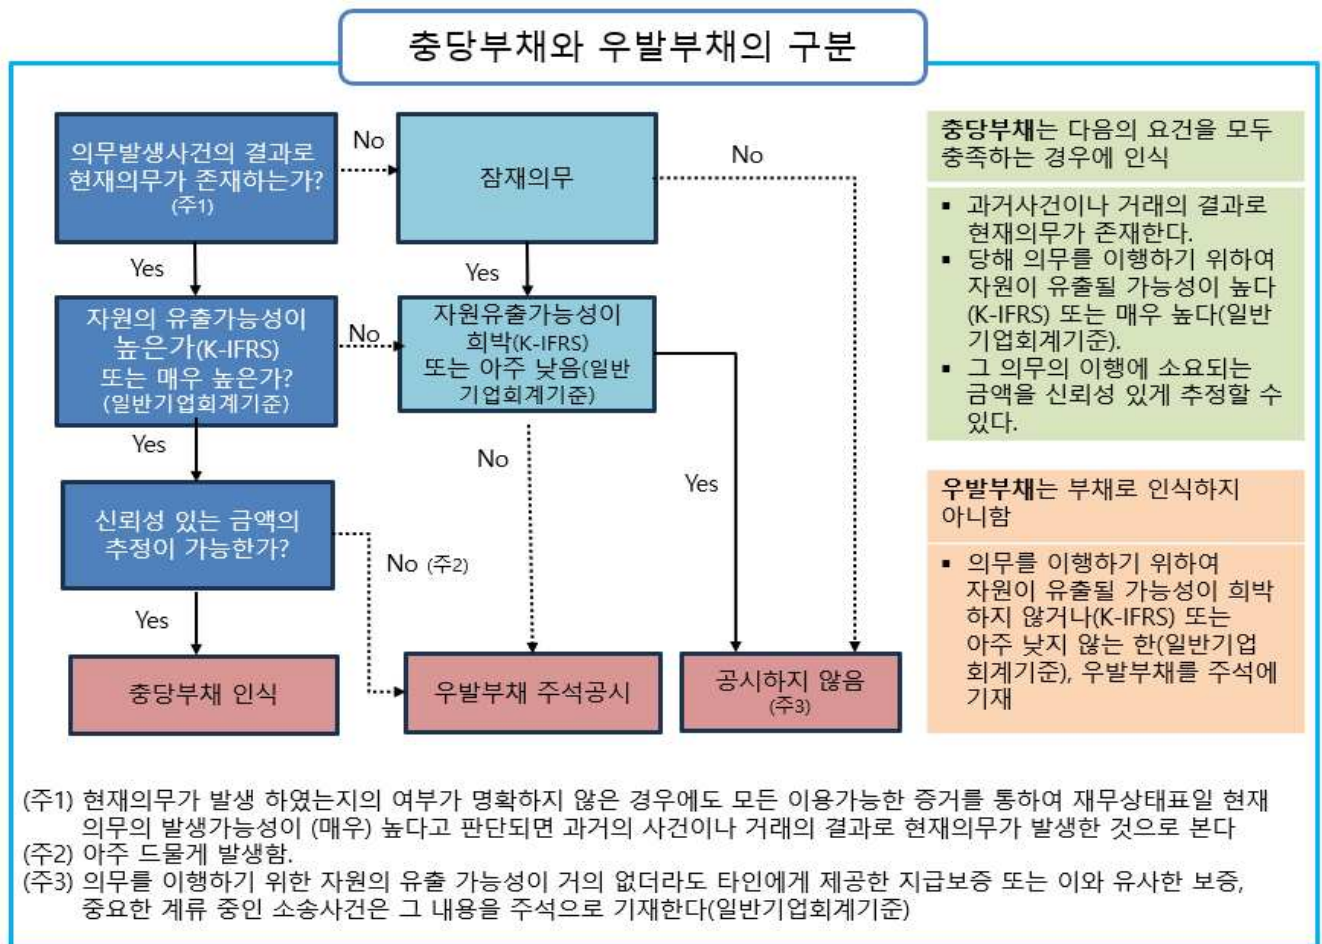 충당부채와 우발부채의 구분
의무발생사건의 결과로
현재의무가 존재하는가?
(주1)
No
잠재의무
No
Yes
Yes
자원의 유출가능성이
높은가(K-IFRS)
또는 매우 높은가?
(일반기업회계기준)
No
자원유출가능성이
희박(K-IFRS)
또는 아주 낮음(일반
기업회계기준)
Yes
No
Yes
신뢰성 있는 금액의
추정이 가능한가?
No (주2)
Yes
충당부채 인식
우발부채 주석공시
공시하지 않음
(주3)
충당부채는 다음의 요건을 모두
충족하는 경우에 인식
▪ 과거사건이나 거래의 결과로
현재의무가 존재한다.
▪ 당해 의무를 이행하기 위하여
자원이 유출될 가능성이 높다
(K-IFRS) 또는 매우 높다(일반
기업회계기준).
▪ 그 의무의 이행에 소요되는
금액을 신뢰성 있게 추정할 수
있다.
우발부채는 부채로 인식하지
아니함
▪ 의무를 이행하기 위하여
자원이 유출될 가능성이 희박
하지 않거나(K-IFRS) 또는
아주 낮지 않는 한(일반기업
회계기준), 우발부채를 주석에
기재
(주1) 현재의무가 발생 하였는지의 여부가 명확하지 않은 경우에도 모든 이용가능한 증거를 통하여 재무상태표일 현재
의무의 발생가능성이 (매우) 높다고 판단되면 과거의 사건이나 거래의 결과로 현재의무가 발생한 것으로 본다
(주2) 아주 드물게 발생함.
(주3) 의무를 이행하기 위한 자원의 유출 가능성이 거의 없더라도 타인에게 제공한 지급보증 또는 이와 유사한 보증,
중요한 계류 중인 소송사건은 그 내용을 주석으로 기재한다(일반기업회계기준)